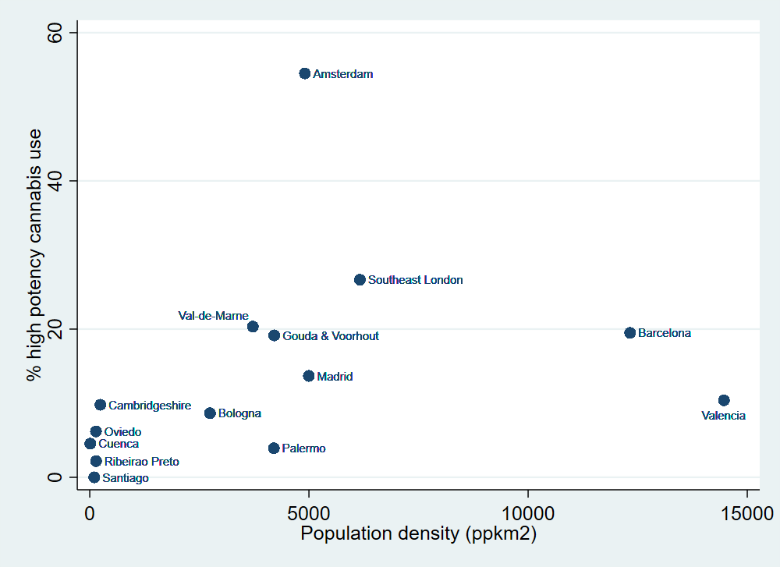 60
Amsterdam
40
Southeast London
Val-de-Marne
20
Gouda & Voorhout
Barcelona
Madrid
Cambridgeshire
Bologna
Valencia
Oviedo
Cuenca
Palermo
Ribeirao Preto
0
Santiago
% high potency cannabis use
0
5000
10000
15000
Population density (ppkm2)